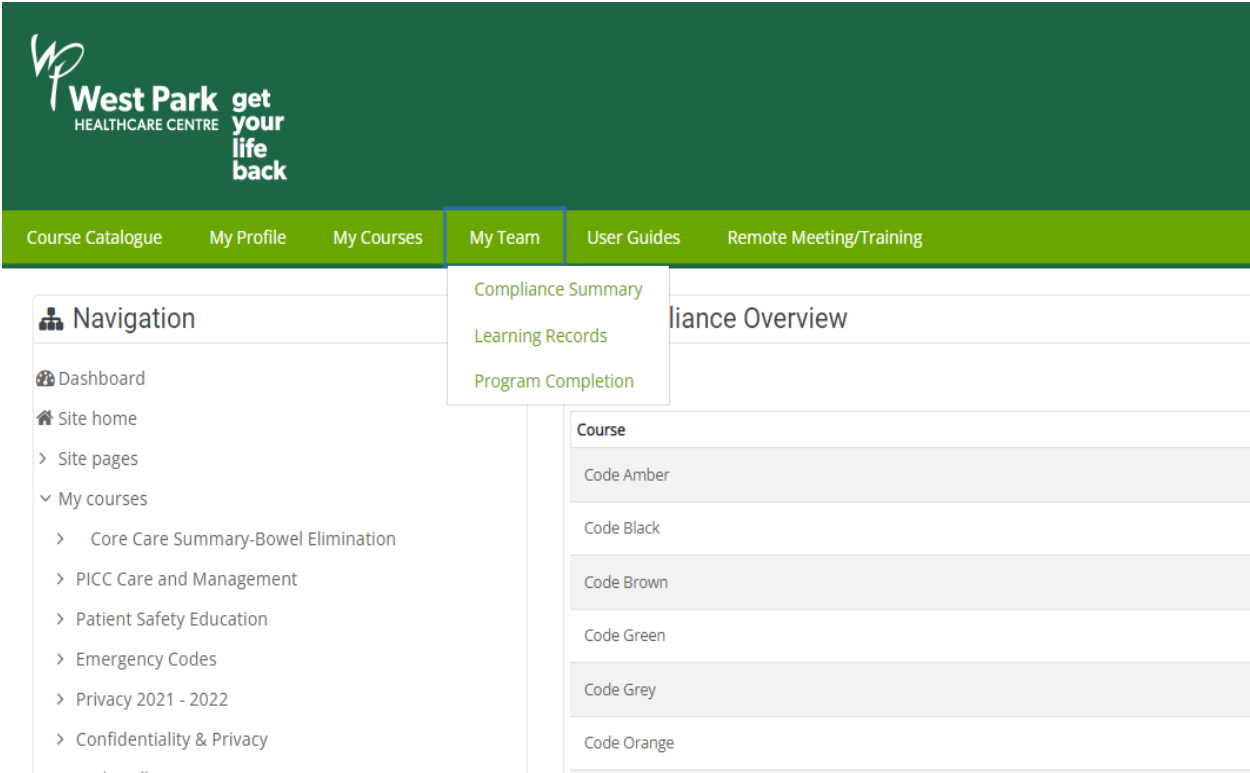 West Park
HEALTHCARE CENTRE
get
your
life
back
Course Catalogue My Profile My Courses My Team User Guides Remote Meeting/Training
Compliance Summary
Learning Records
Program Completion
Navigation
Dashboard
Site home
Site pages
My courses
Core Care Summary-Bowel Elimination
PICC Care and Management
Patient Safety Education
Emergency Codes
Privacy 2021 - 2022
Confidentiality & Privacy
liance Overview
Course
Code Amber
Code Black
Code Brown
Code Green
Code Grey
Code Orange